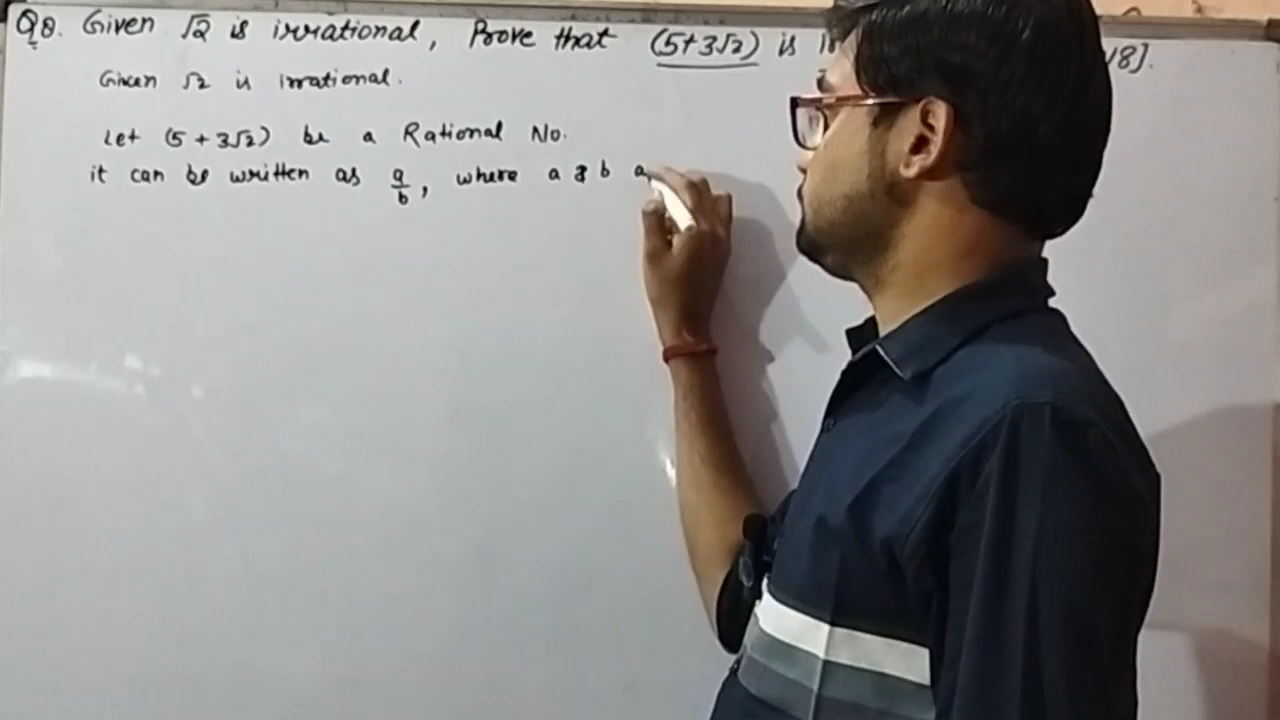 Q8. Given √2 is irrational, Prove that (5+3√2) is 18].
Given √2 is irrational.
Let (5 + 3√2) be a Rational No.
it can be written as a/b, where a & b a